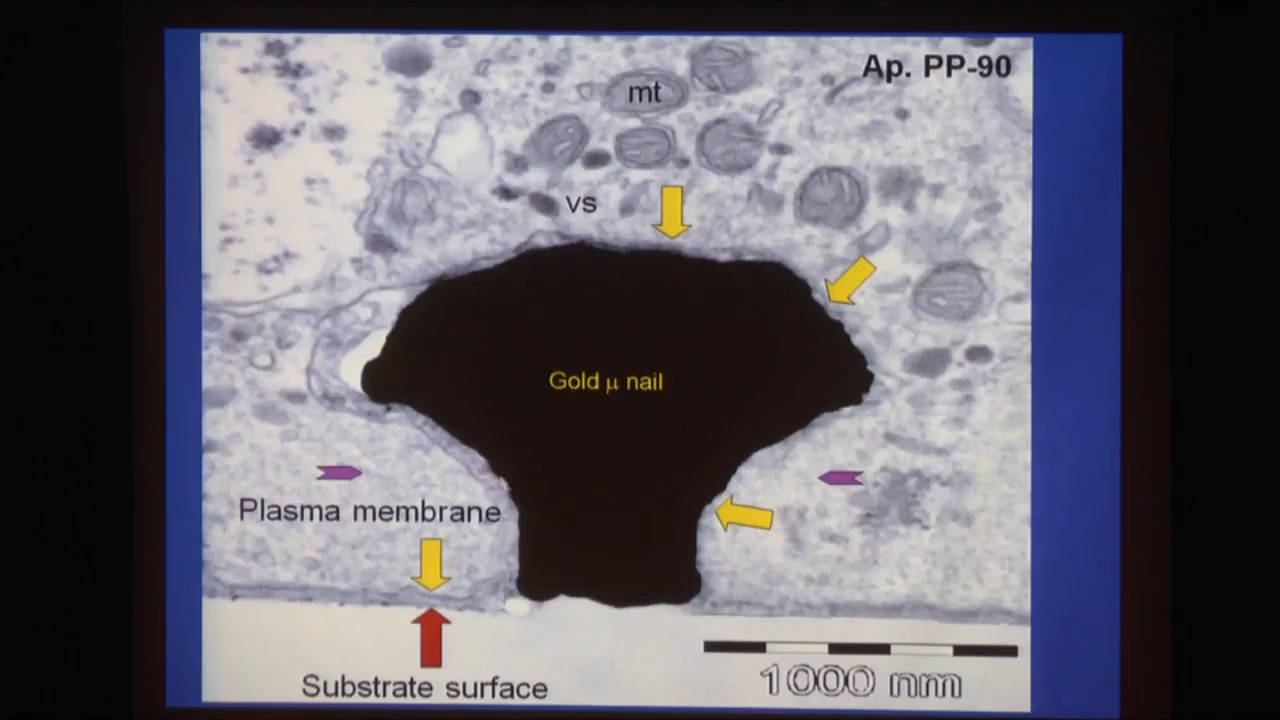 Ap. PP-90
mt
vs
Gold μ nail
Plasma membrane
Substrate surface
1000 nm